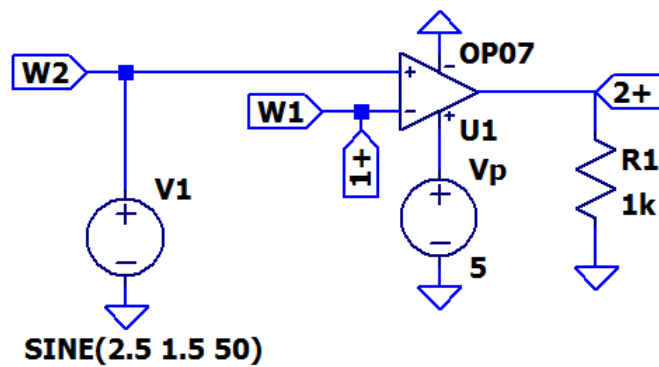 OP07
W2
+
-
2+
W1
-
+
U1
1+
V1
+
-
Vp
+
-
5
R1
1k
SINE(2.5 1.5 50)